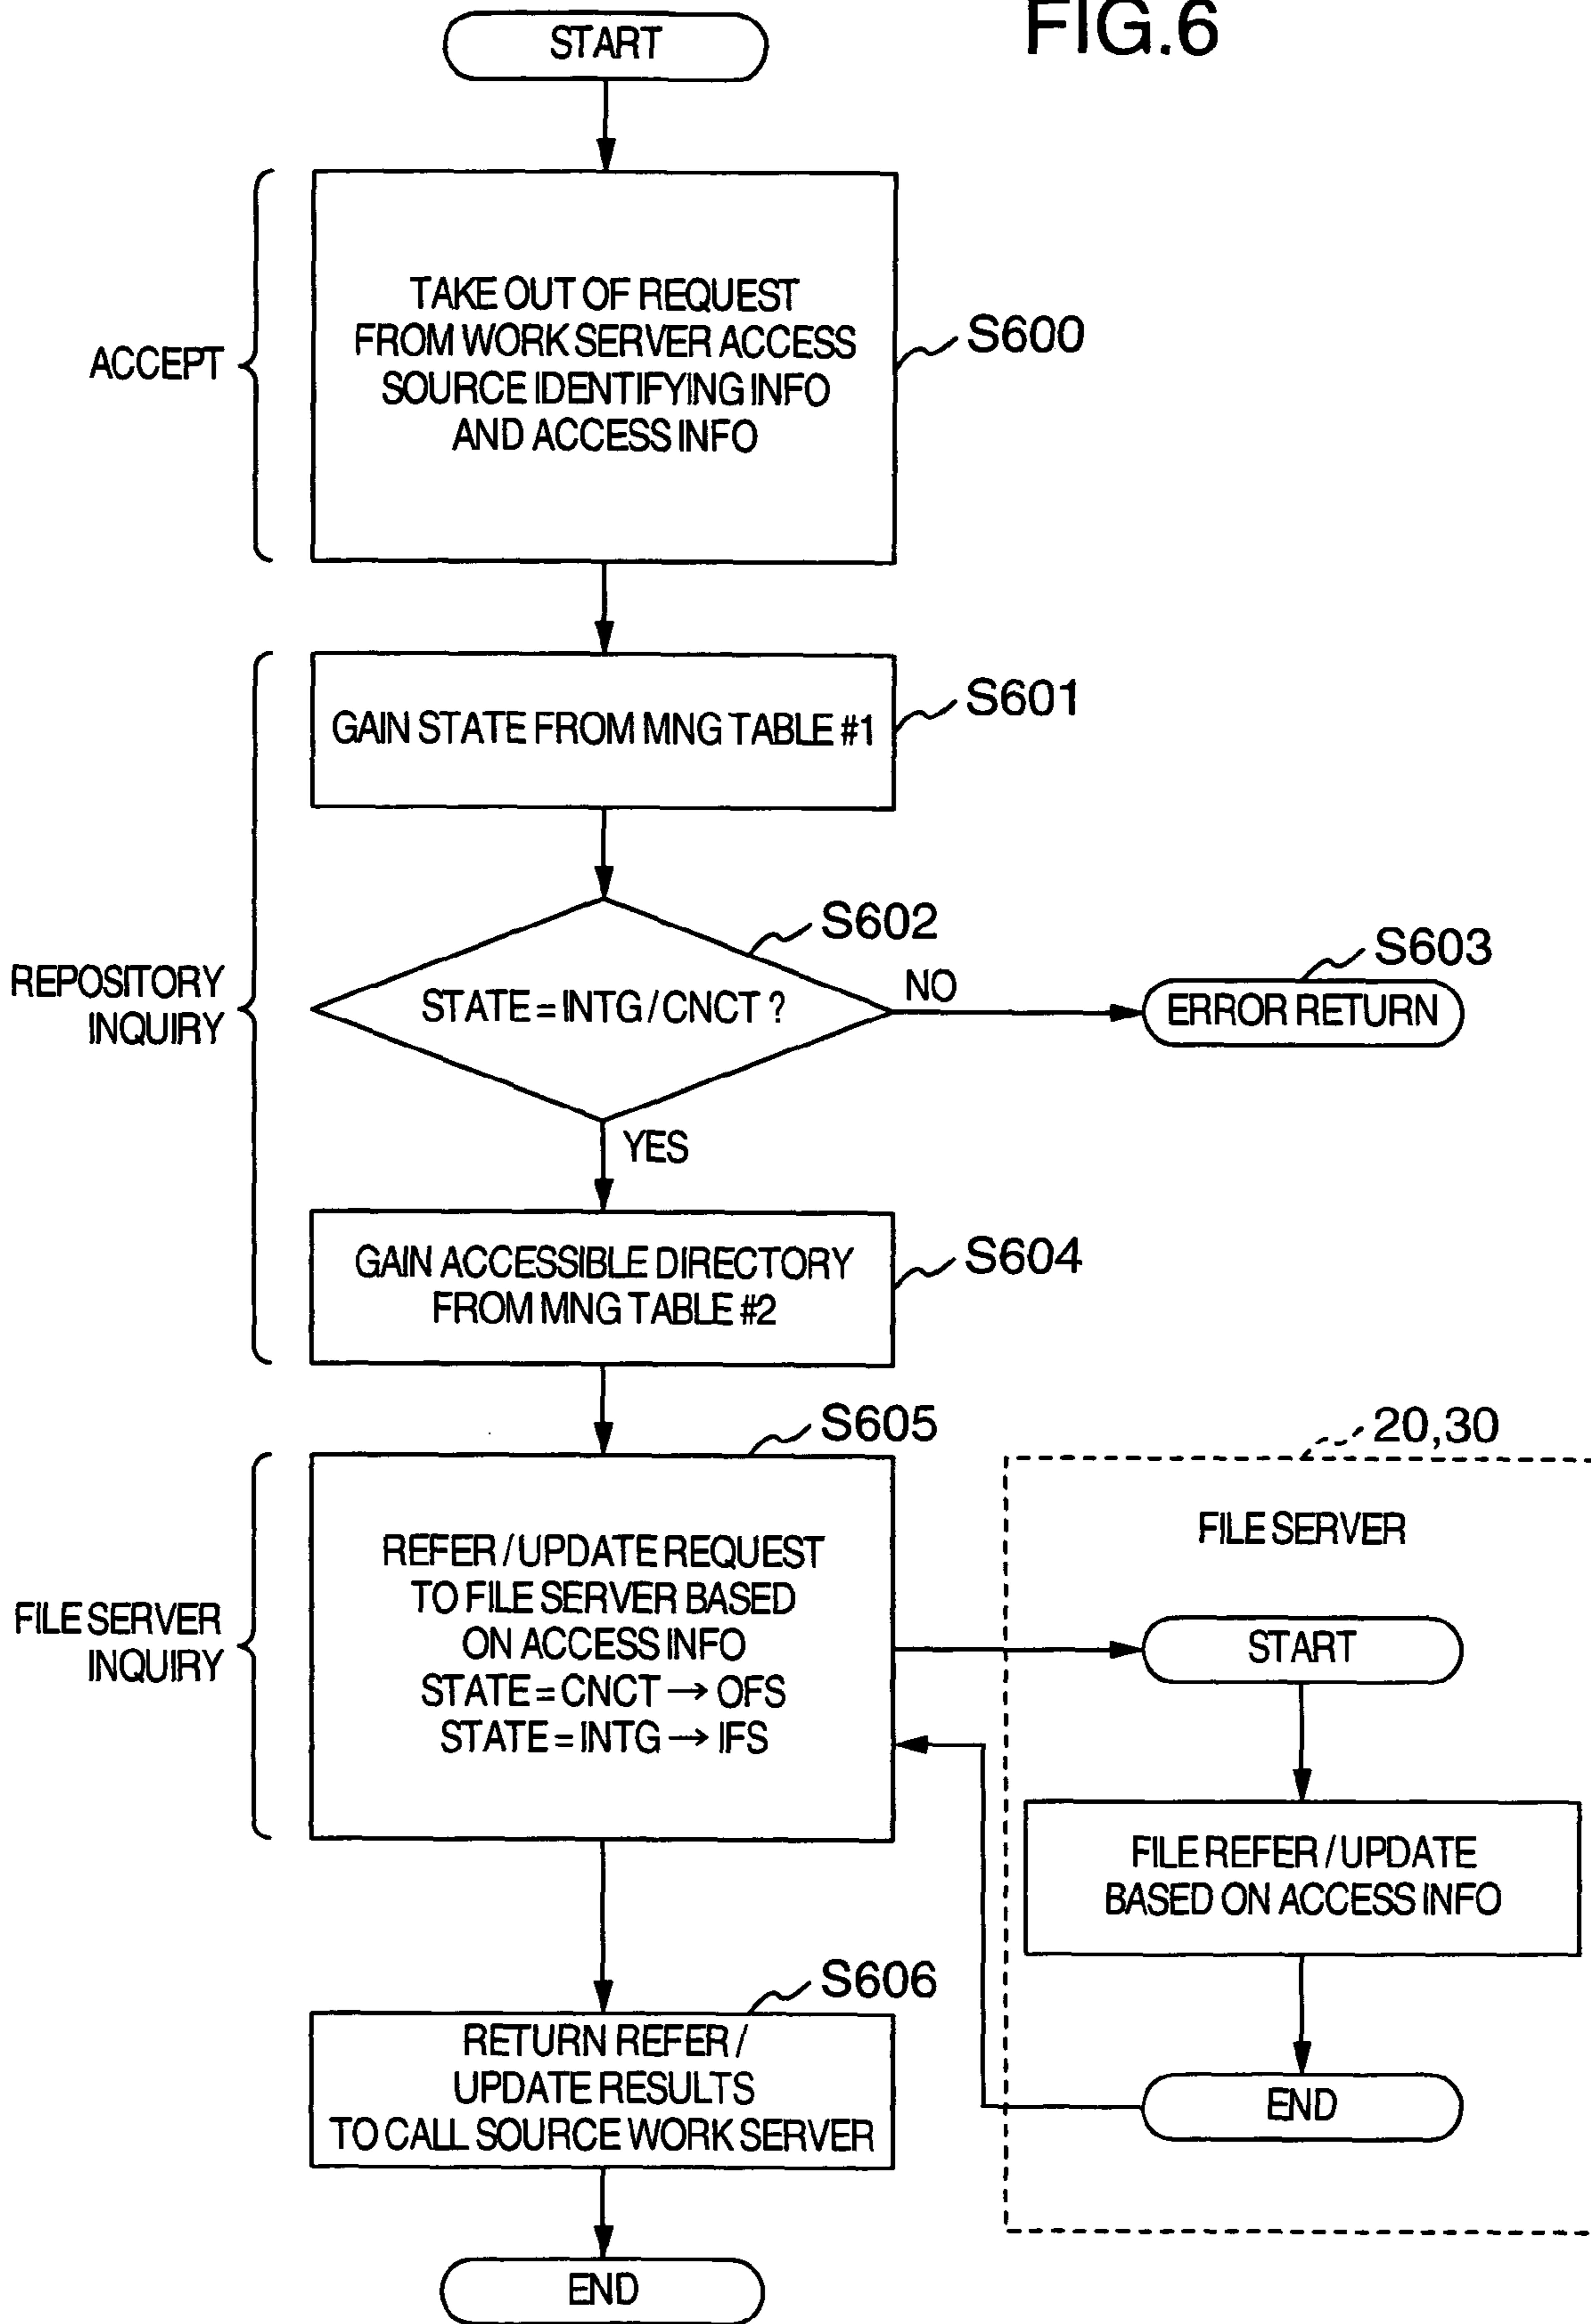 FIG.6
START
ACCEPT
TAKE OUT OF REQUEST
FROM WORK SERVER ACCESS
SOURCE IDENTIFYING INFO
AND ACCESS INFO
S600
REPOSITORY
INQUIRY
GAIN STATE FROM MNG TABLE #1
S601
STATE = INTG / CNCT ?
S602
NO
S603
ERROR RETURN
YES
GAIN ACCESSIBLE DIRECTORY
FROM MNG TABLE #2
S604
FILE SERVER
INQUIRY
S605
REFER / UPDATE REQUEST
TO FILE SERVER BASED
ON ACCESS INFO
STATE = CNCT → OFS
STATE = INTG → IFS
20,30
FILE SERVER
START
FILE REFER / UPDATE
BASED ON ACCESS INFO
END
S606
RETURN REFER /
UPDATE RESULTS
TO CALL SOURCE WORK SERVER
END